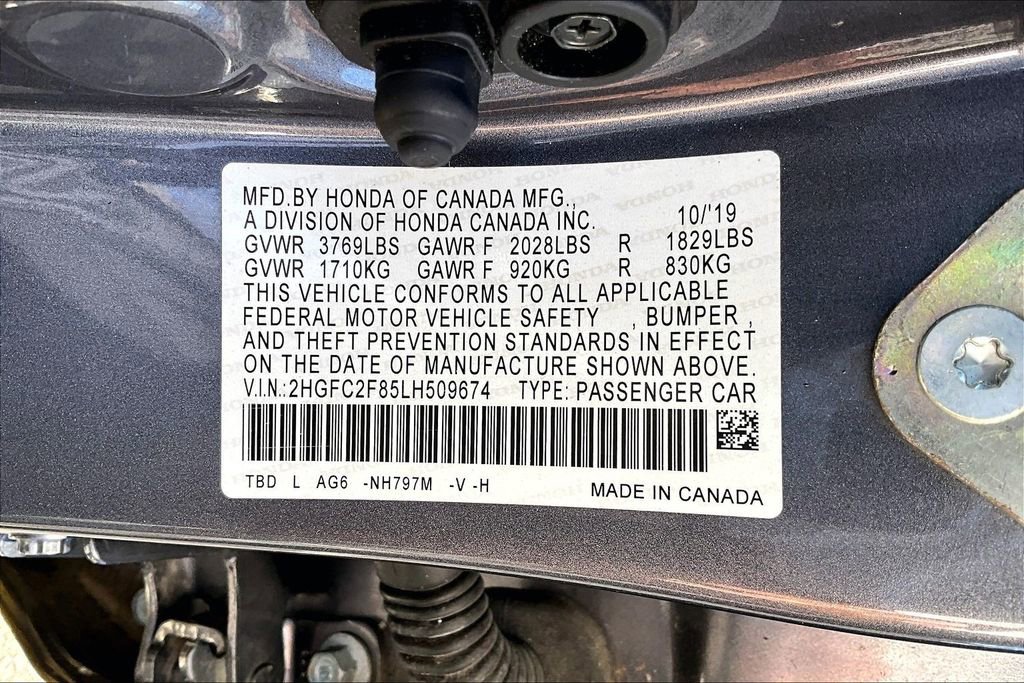 MFD.BY HONDA OF CANADA MFG.,
A DIVISION OF HONDA CANADA INC. 10/'19
GVWR 3769LBS GAWR F 2028LBS R 1829LBS
GVWR 1710KG GAWR F 920KG R 830KG
THIS VEHICLE CONFORMS TO ALL APPLICABLE
FEDERAL MOTOR VEHICLE SAFETY , BUMPER ,
AND THEFT PREVENTION STANDARDS IN EFFECT
ON THE DATE OF MANUFACTURE SHOWN ABOVE.
V.I.N.:2HGFC2F85LH509674 TYPE: PASSENGER CAR
TBD L AG6 -NH797M -V -H MADE IN CANADA